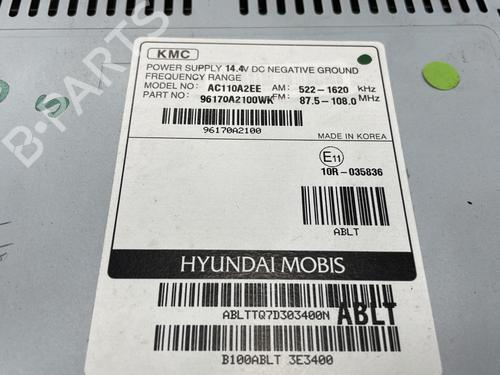 B-PARTS
KMC
POWER SUPPLY 14.4V DC NEGATIVE GROUND
FREQUENCY RANGE
MODEL NO: AC110A2EE AM: 522-1620 kHz
PART NO: 96170A2100WK FM: 87.5-108.0 MHz
96170A2100
MADE IN KOREA
E11
10R-035836
ABLT
HYUNDAI MOBIS
ABLTTQ7D303400N ABLT
B100ABLT 3E3400